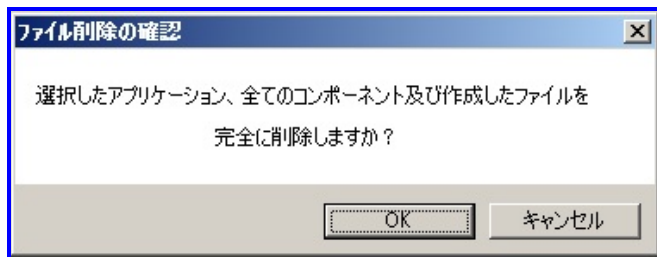 ファイル削除の確認
選択したアプリケーション、全てのコンポーネント及び作成したファイルを
完全に削除しますか？
OK
キャンセル